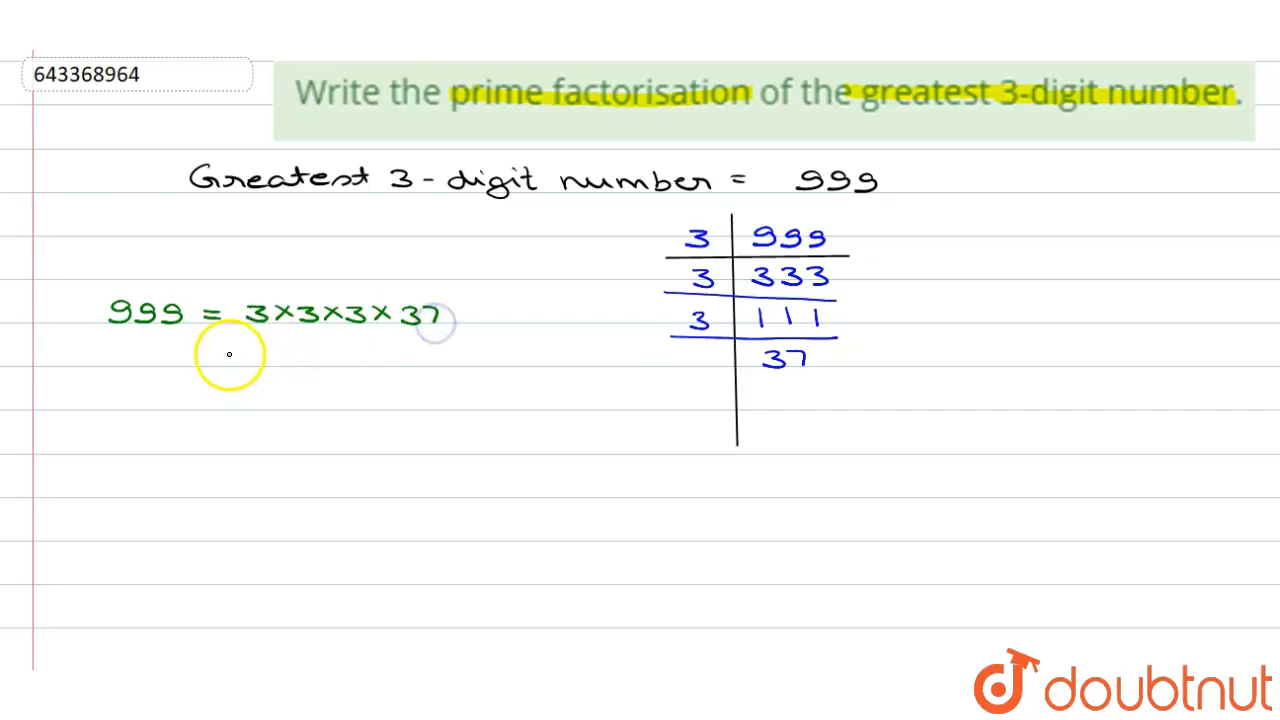 643368964
Write the prime factorisation of the greatest 3-digit number.
Greatest 3-digit number = 999
3 999
3 333
999 = 3×3×3×37
3 111
37
doubtnut